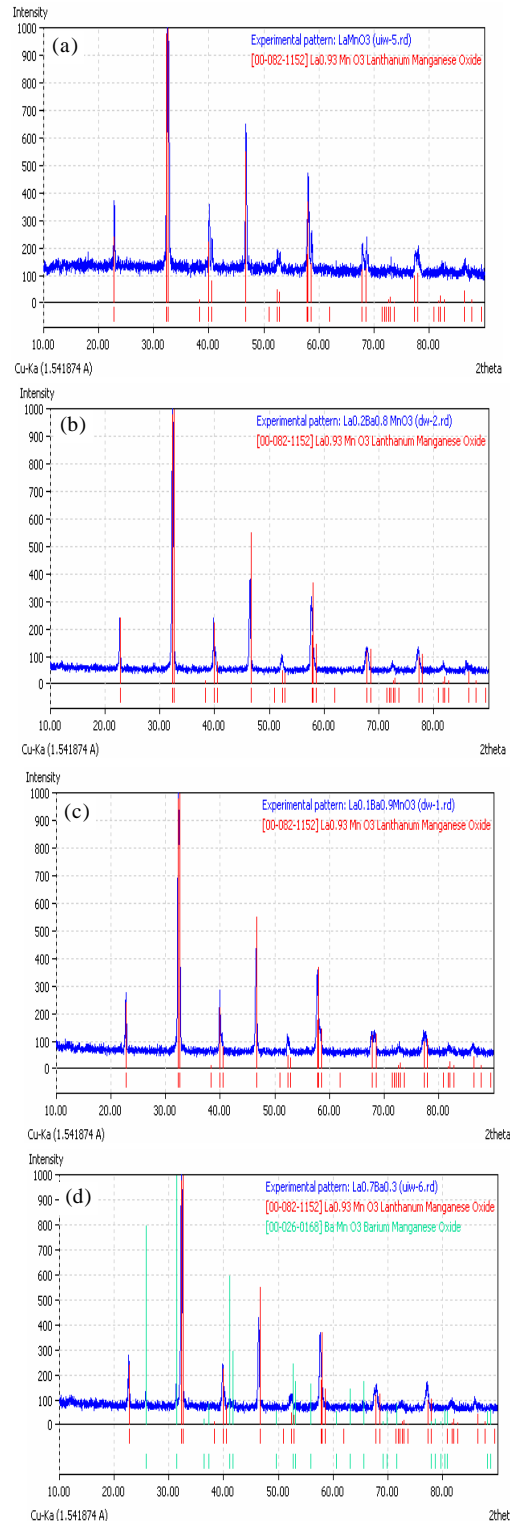 Intensity
(a)
Experimental pattern: LaMnO3 (uiw-5.rd)
[00-082-1152] La0.93 Mn O3 Lanthanum Manganese Oxide
1000
900
800
700
600
500
400
300
200
100
0
10.00 20.00 30.00 40.00 50.00 60.00 70.00 80.00
Cu-Ka (1.541874 A) 2theta
Intensity
(b)
Experimental pattern: La0.2Ba0.8 MnO3 (dw-2.rd)
[00-082-1152] La0.93 Mn O3 Lanthanum Manganese Oxide
1000
900
800
700
600
500
400
300
200
100
0
10.00 20.00 30.00 40.00 50.00 60.00 70.00 80.00
Cu-Ka (1.541874 A) 2theta
Intensity
(c)
Experimental pattern: La0.1Ba0.9MnO3 (dw-1.rd)
[00-082-1152] La0.93 Mn O3 Lanthanum Manganese Oxide
1000
900
800
700
600
500
400
300
200
100
0
10.00 20.00 30.00 40.00 50.00 60.00 70.00 80.00
Cu-Ka (1.541874 A) 2theta
Intensity
(d)
Experimental pattern: La0.7Ba0.3 (uiw-6.rd)
[00-082-1152] La0.93 Mn O3 Lanthanum Manganese Oxide
[00-026-0168] Ba Mn O3 Barium Manganese Oxide
1000
900
800
700
600
500
400
300
200
100
0
10.00 20.00 30.00 40.00 50.00 60.00 70.00 80.00
Cu-Ka (1.541874 A) 2theta